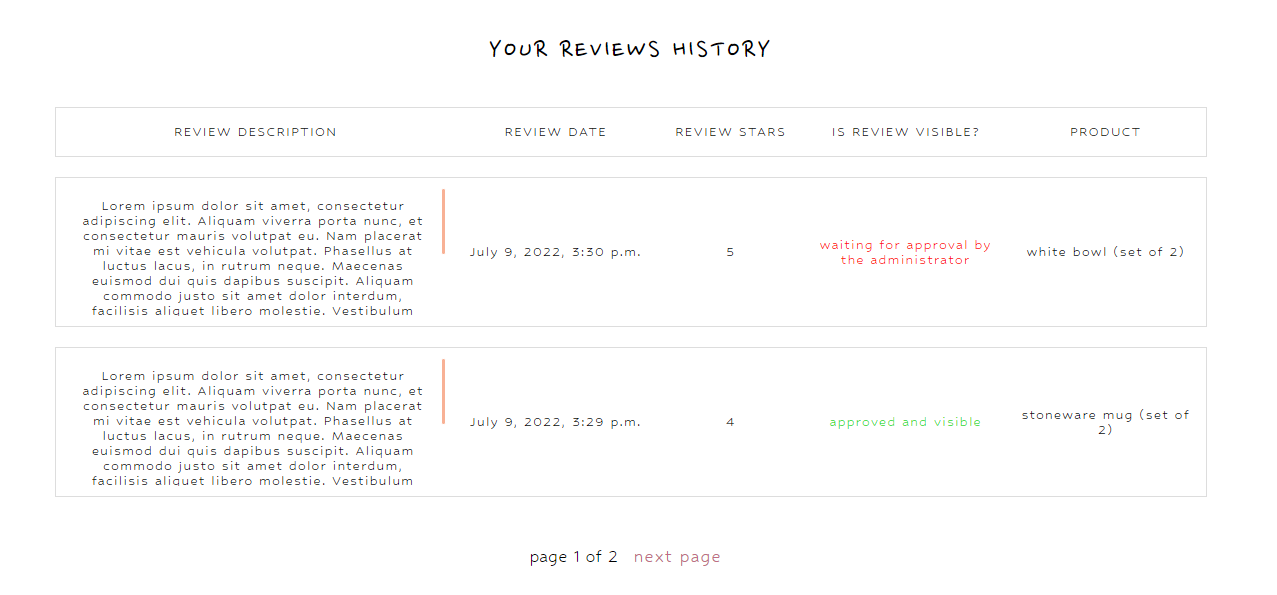 YOUR REVIEWS HISTORY
REVIEW DESCRIPTION REVIEW DATE REVIEW STARS IS REVIEW VISIBLE? PRODUCT
Lorem ipsum dolor sit amet, consectetur
adipiscing elit. Aliquam viverra porta nunc, et
consectetur mauris volutpat eu. Nam placerat
mi vitae est vehicula volutpat. Phasellus at
luctus lacus, in rutrum neque. Maecenas
euismod dui quis dapibus suscipit. Aliquam
commodo justo sit amet dolor interdum,
facilisis aliquet libero molestie. Vestibulum
July 9, 2022, 3:30 p.m.
5
waiting for approval by
the administrator
white bowl (set of 2)
Lorem ipsum dolor sit amet, consectetur
adipiscing elit. Aliquam viverra porta nunc, et
consectetur mauris volutpat eu. Nam placerat
mi vitae est vehicula volutpat. Phasellus at
luctus lacus, in rutrum neque. Maecenas
euismod dui quis dapibus suscipit. Aliquam
commodo justo sit amet dolor interdum,
facilisis aliquet libero molestie. Vestibulum
July 9, 2022, 3:29 p.m.
4
approved and visible
stoneware mug (set of
2)
page 1 of 2 next page